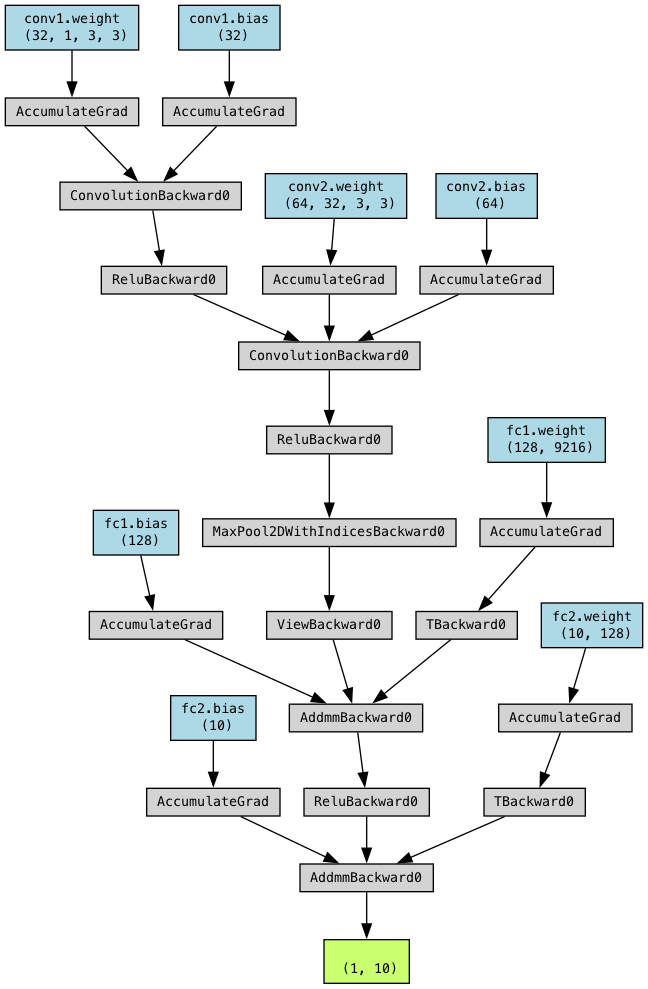 conv1.weight
(32, 1, 3, 3)
conv1.bias
(32)
AccumulateGrad
AccumulateGrad
ConvolutionBackward0
conv2.weight
(64, 32, 3, 3)
conv2.bias
(64)
ReluBackward0
AccumulateGrad
AccumulateGrad
ConvolutionBackward0
ReluBackward0
fc1.weight
(128, 9216)
fc1.bias
(128)
MaxPool2DWithIndicesBackward0
AccumulateGrad
AccumulateGrad
ViewBackward0
TBackward0
fc2.weight
(10, 128)
fc2.bias
(10)
AddmmBackward0
AccumulateGrad
AccumulateGrad
ReluBackward0
TBackward0
AddmmBackward0
(1, 10)